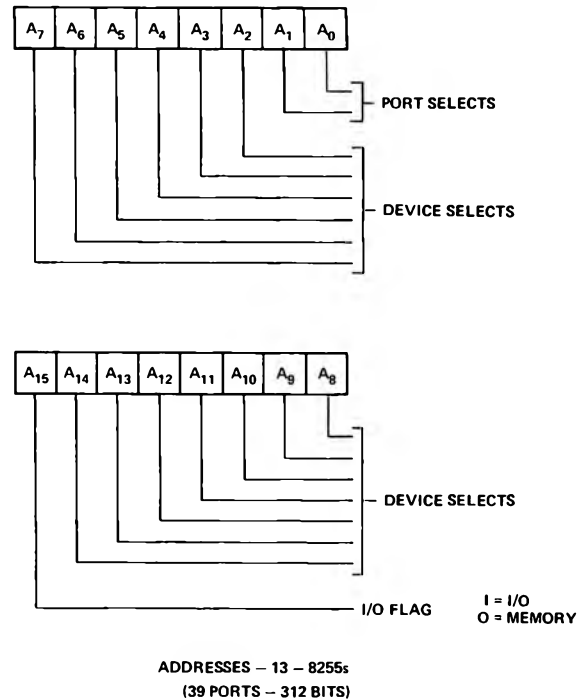 A7 A6 A5 A4 A3 A2 A1 A0
PORT SELECTS
DEVICE SELECTS
A15 A14 A13 A12 A11 A10 A9 A8
DEVICE SELECTS
I/O FLAG
I = I/O
O = MEMORY
ADDRESSES – 13 – 8255s
(39 PORTS – 312 BITS)